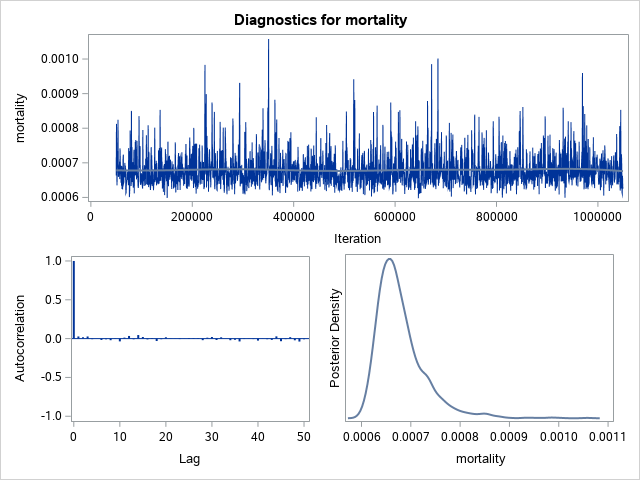 Diagnostics for mortality
mortality
0.0010
0.0009
0.0008
0.0007
0.0006
0 200000 400000 600000 800000 1000000
Iteration
Autocorrelation
1.0
0.5
0.0
-0.5
-1.0
0 10 20 30 40 50
Lag
Posterior Density
0.0006 0.0007 0.0008 0.0009 0.0010 0.0011
mortality